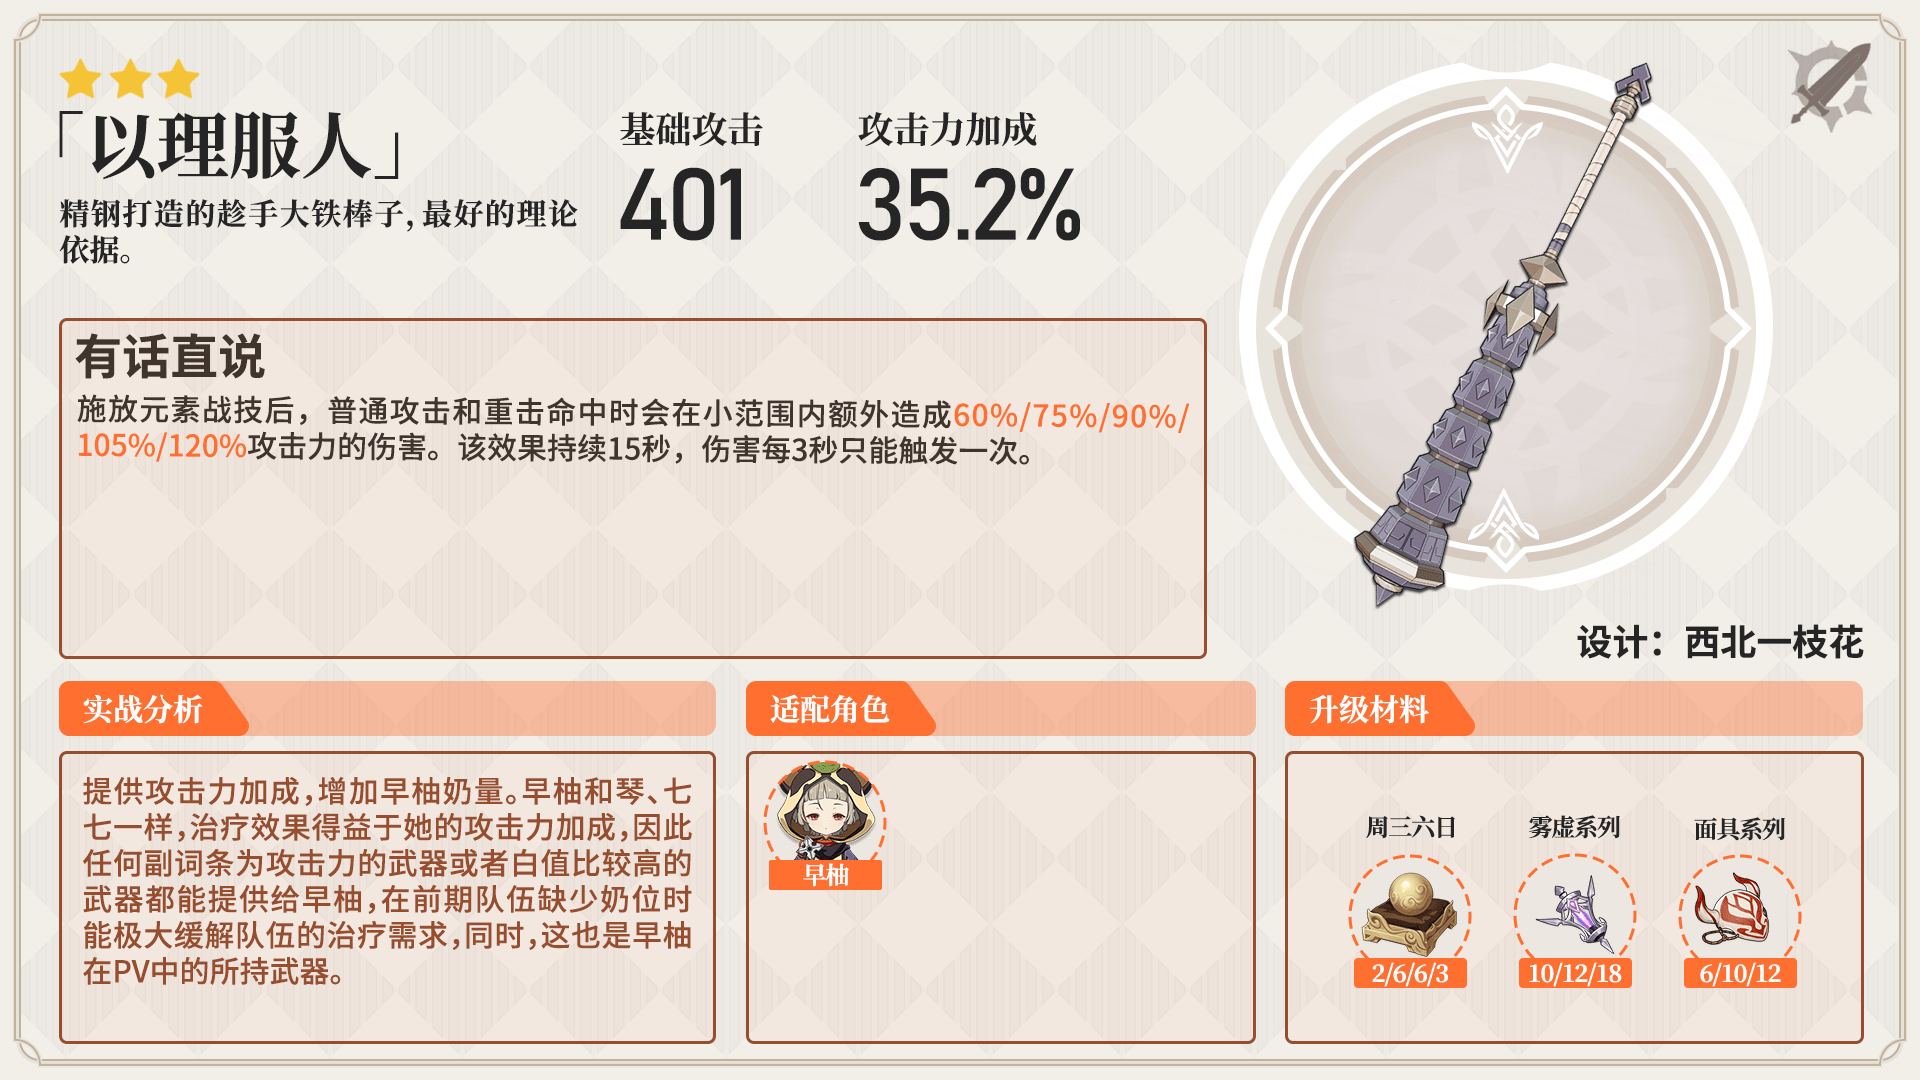 「以理服人」
精钢打造的趁手大铁棒子，最好的理论
依据。
基础攻击
401
攻击力加成
35.2%
有话直说
施放元素战技后，普通攻击和重击命中时会在小范围内额外造成60%/75%/90%/
105%/120%攻击力的伤害。该效果持续15秒，伤害每3秒只能触发一次。
设计：西北一枝花
实战分析
提供攻击力加成，增加早柚奶量。早柚和琴、七
七一样，治疗效果得益于她的攻击力加成，因此
任何副词条为攻击力的武器或者白值比较高的
武器都能提供给早柚，在前期队伍缺少奶位时
能极大缓解队伍的治疗需求，同时，这也是早柚
在PV中的所持武器。
适配角色
早柚
升级材料
周三六日
2/6/6/3
雾虚系列
10/12/18
面具系列
6/10/12